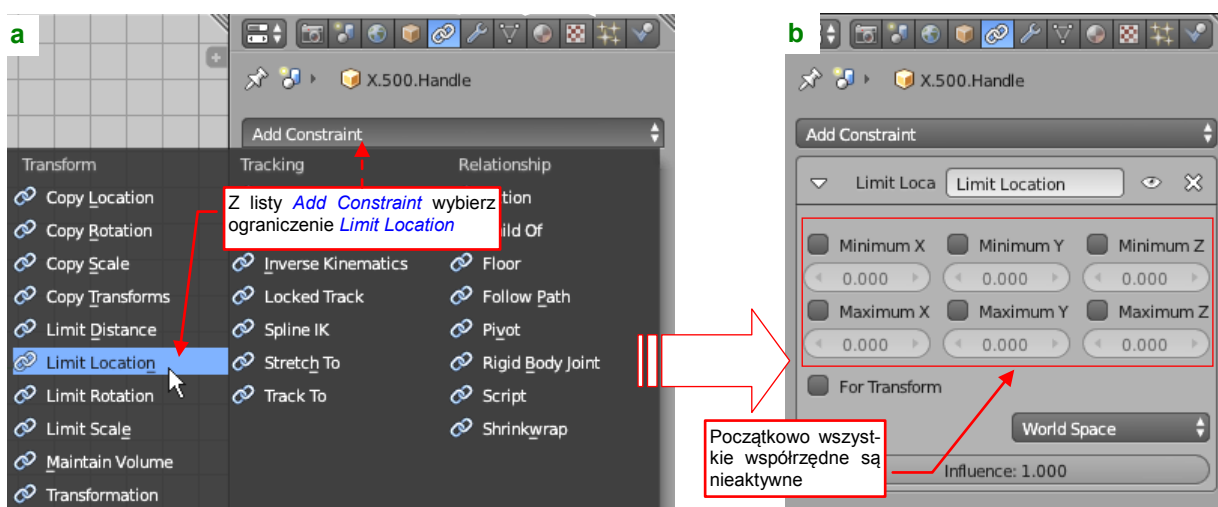 a
X.500.Handle
Add Constraint
Transform
Tracking
Relationship
Copy Location
Copy Rotation
Copy Scale
Copy Transforms
Limit Distance
Limit Location
Limit Rotation
Limit Scale
Maintain Volume
Transformation
Inverse Kinematics
Locked Track
Spline IK
Stretch To
Track To
tion
ild Of
Floor
Follow Path
Pivot
Rigid Body Joint
Script
Shrinkwrap
Z listy Add Constraint wybierz
ograniczenie Limit Location
b
X.500.Handle
Add Constraint
Limit Loca
Limit Location
Minimum X
Minimum Y
Minimum Z
0.000
0.000
0.000
Maximum X
Maximum Y
Maximum Z
0.000
0.000
0.000
For Transform
World Space
Influence: 1.000
Początkowo wszyst-
kie współrzędne są
nieaktywne